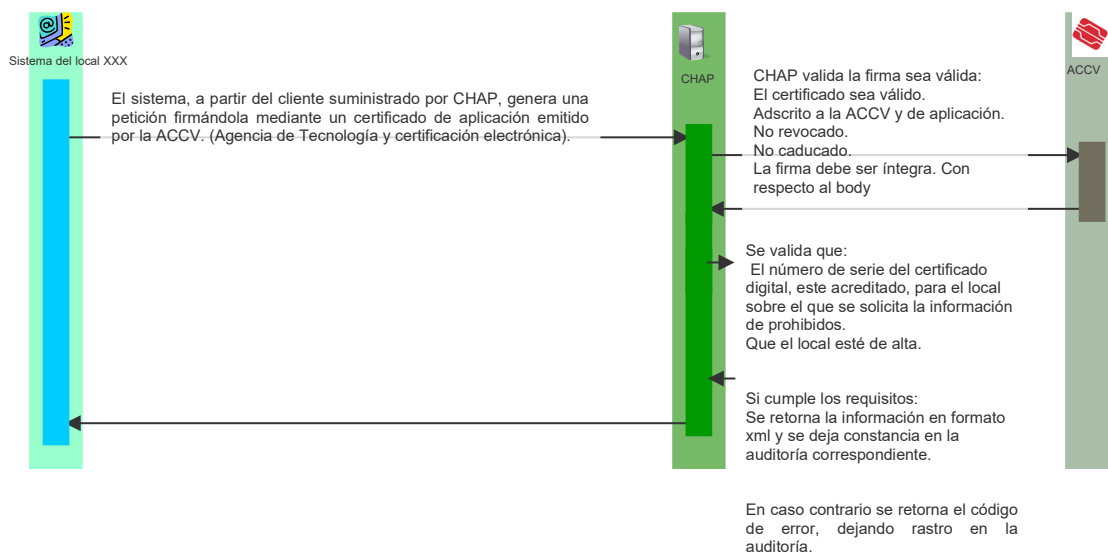 Sistema del local XXX
El sistema, a partir del cliente suministrado por CHAP, genera una
petición firmándola mediante un certificado de aplicación emitido
por la ACCV. (Agencia de Tecnología y certificación electrónica).
CHAP
CHAP valida la firma sea válida:
El certificado sea válido.
Adscrito a la ACCV y de aplicación.
No revocado.
No caducado.
La firma debe ser íntegra. Con
respecto al body
ACCV
Se valida que:
El número de serie del certificado
digital, este acreditado, para el local
sobre el que se solicita la información
de prohibidos.
Que el local esté de alta.
Si cumple los requisitos:
Se retorna la información en formato
xml y se deja constancia en la
auditoría correspondiente.
En caso contrario se retorna el código
de error, dejando rastro en la
auditoría.